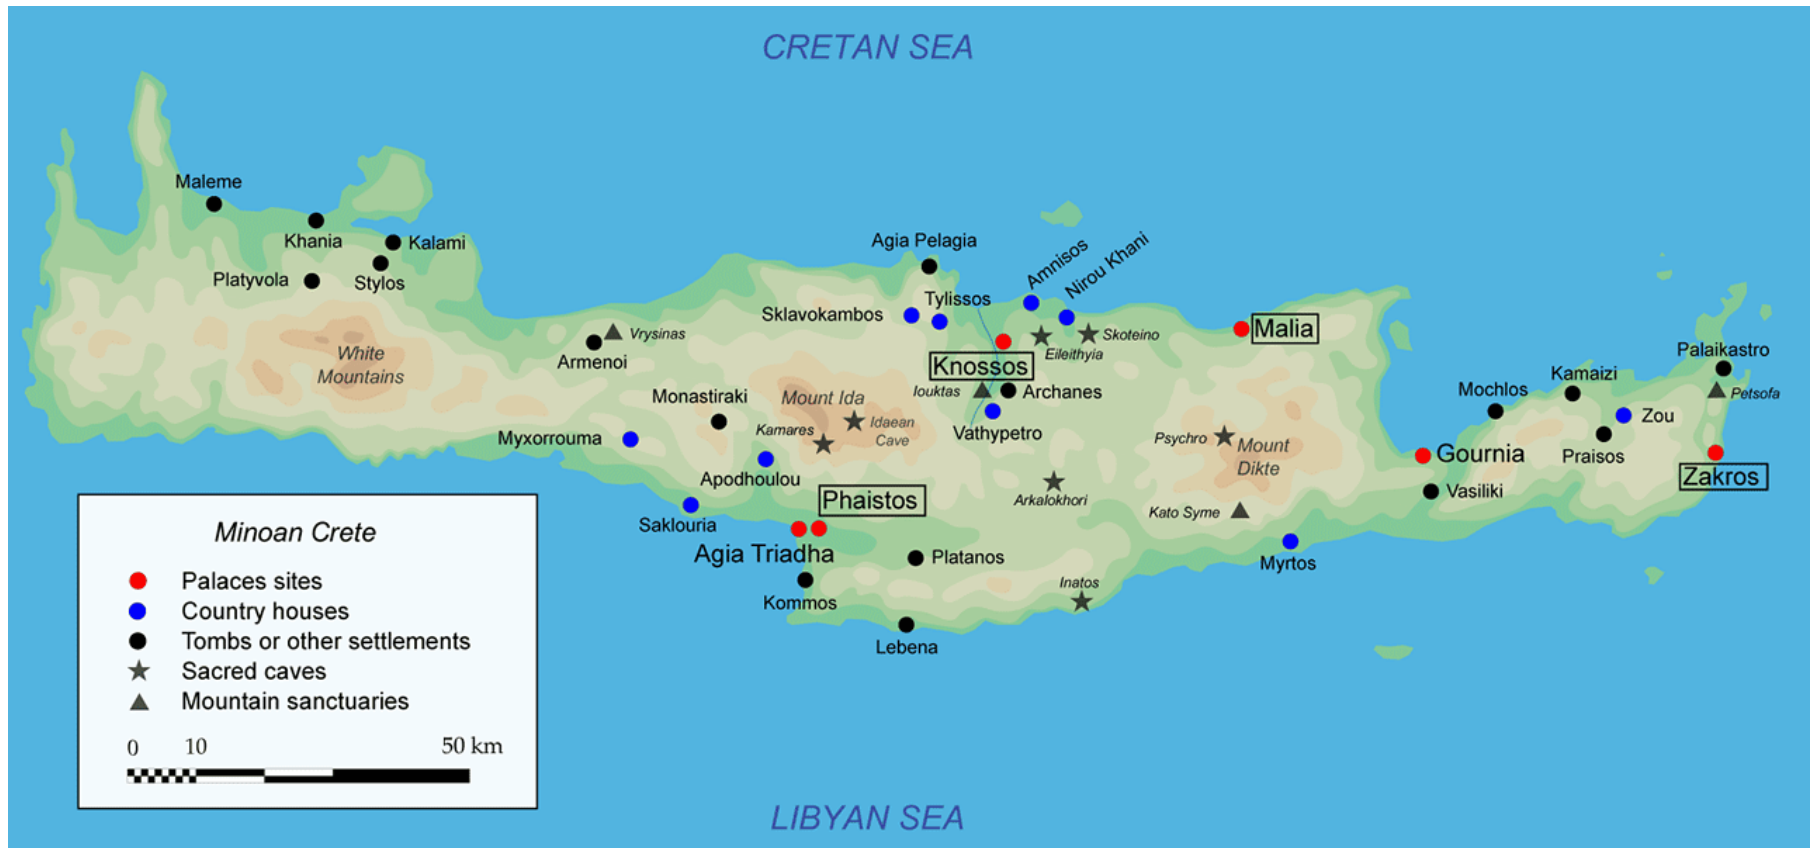 CRETAN SEA
Maleme
Khania
Kalami
Platyvola
Stylos
White
Mountains
Vrysinas
Armenoi
Agia Pelagia
Amnisos
Nirou Khani
Tylissos
Sklavokambos
Skoteino
Eileithyia
Knossos
Malia
Monastiraki
Mount Ida
Idaean
Cave
Kamares
Iouktas
Archanes
Vathypetro
Myxorrouma
Apodhoulou
Saklouria
Phaistos
Agia Triadha
Platanos
Kommos
Lebena
Arkalokhori
Inatos
Psychro
Mount
Dikte
Kato Syme
Myrtos
Gournia
Vasiliki
Mochlos
Kamaizi
Palaikastro
Petsofa
Zou
Praisos
Zakros
Minoan Crete
Palaces sites
Country houses
Tombs or other settlements
Sacred caves
Mountain sanctuaries
0 10 50 km
LIBYAN SEA